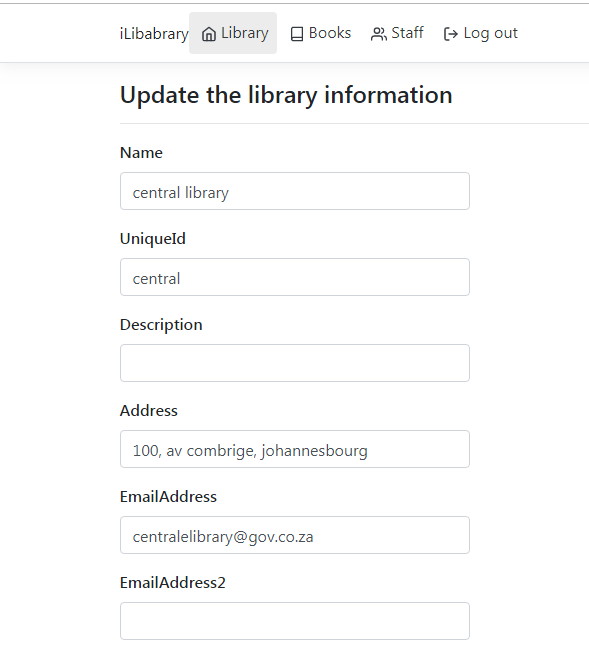 iLibabrary Library Books Staff Log out
Update the library information
Name
central library
UniqueId
central
Description
Address
100, av combrige, johannesbourg
EmailAddress
centralelibrary@gov.co.za
EmailAddress2